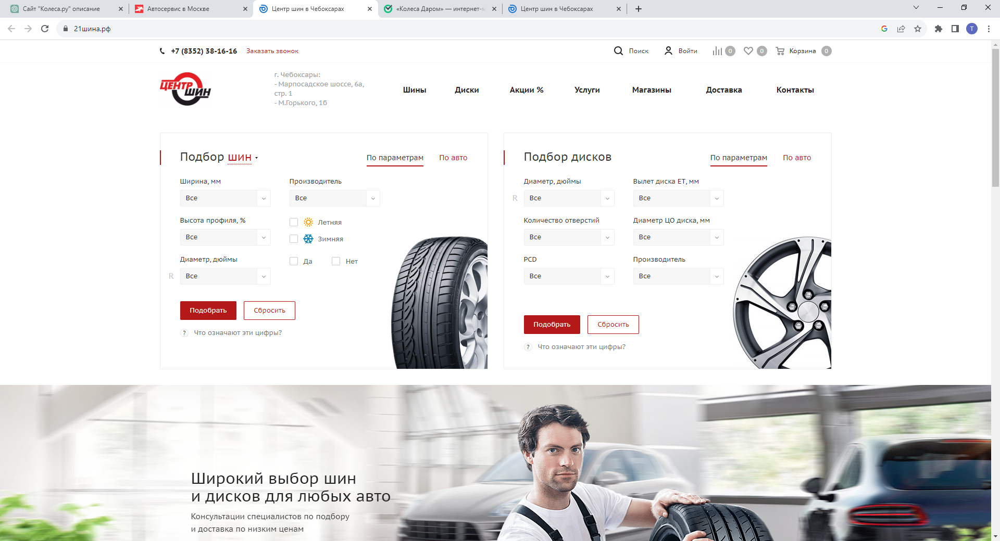 Сайт "Колеса.ру" описание
Автосервис в Москве
Центр шин в Чебоксарах
«Колеса Даром» — интернет-м
Центр шин в Чебоксарах
21шина.рф
T
+7 (8352) 38-16-16 Заказать звонок
Поиск Войти 0 0 Корзина 0
ЦЕНТР ШИН
г. Чебоксары:
- Марпосадское шоссе, 6а,
стр. 1
- М.Горького, 1б
Шины Диски Акции % Услуги Магазины Доставка Контакты
Подбор шин
По параметрам По авто
Ширина, мм Производитель
Все Все
Высота профиля, %
Все
Летняя
Зимняя
Диаметр, дюймы
Да Нет
R Все
Подобрать Сбросить
? Что означают эти цифры?
Подбор дисков
По параметрам По авто
Диаметр, дюймы Вылет диска ET, мм
R Все Все
Количество отверстий Диаметр ЦО диска, мм
Все Все
PCD Производитель
Все Все
Подобрать Сбросить
? Что означают эти цифры?
Широкий выбор шин
и дисков для любых авто
Консультации специалистов по подбору
и доставка по низким ценам